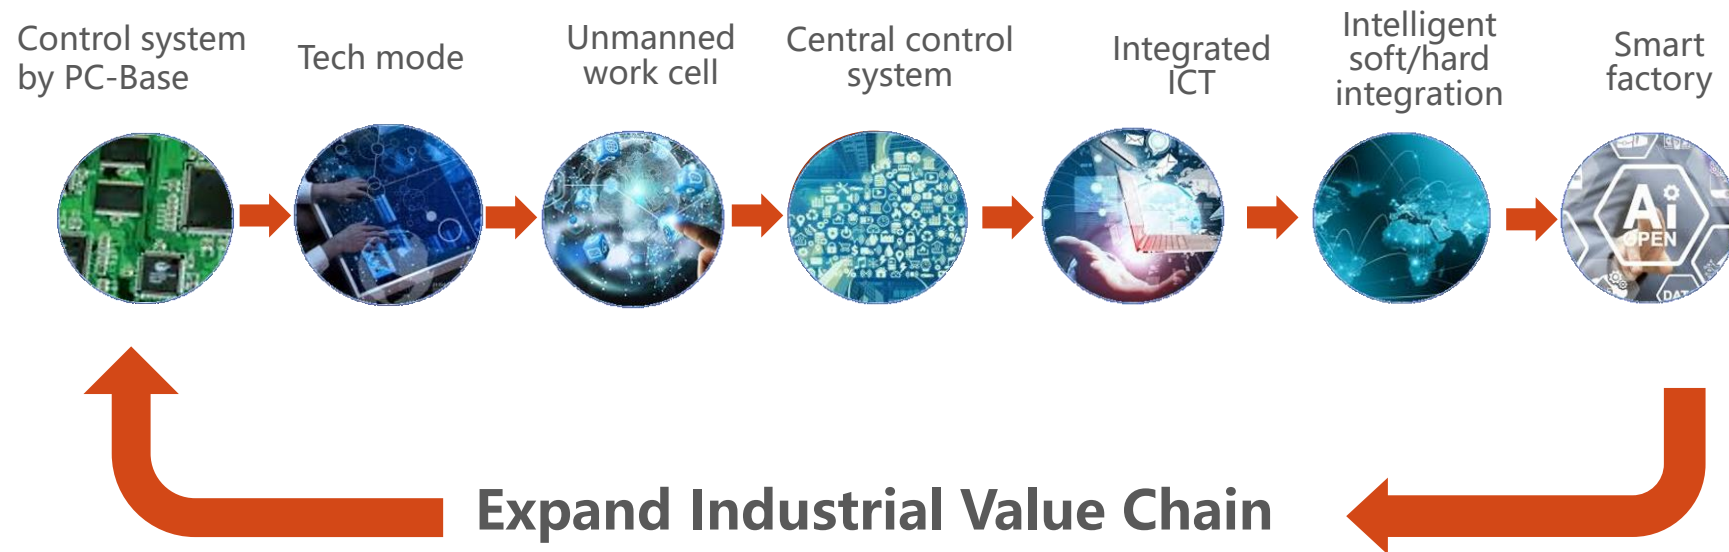 Control system
by PC-Base
Tech mode
Unmanned
work cell
Central control
system
Integrated
ICT
Intelligent
soft/hard
integration
Smart
factory
Ai
OPEN
DAT
Expand Industrial Value Chain